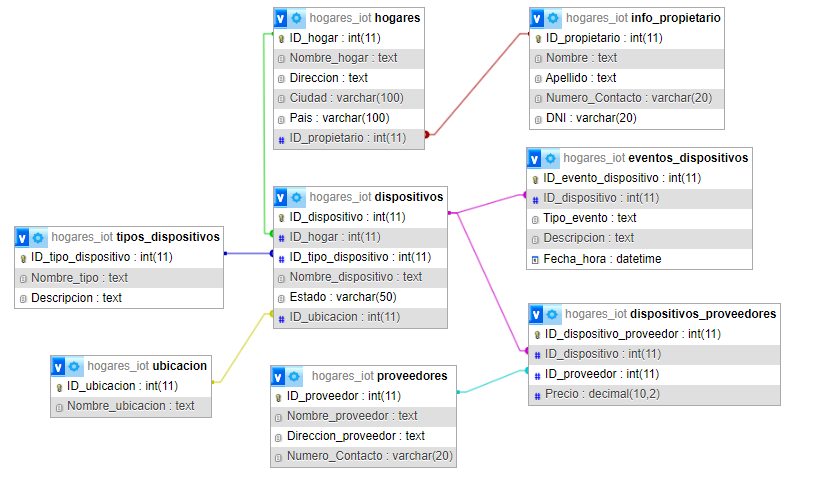 hogares_iot hogares
ID_hogar : int(11)
Nombre_hogar : text
Direccion : text
Ciudad : varchar(100)
Pais : varchar(100)
ID_propietario : int(11)
hogares_iot info_propietario
ID_propietario : int(11)
Nombre : text
Apellido : text
Numero_Contacto : varchar(20)
DNI : varchar(20)
hogares_iot eventos_dispositivos
ID_evento_dispositivo : int(11)
ID_dispositivo : int(11)
Tipo_evento : text
Descripcion : text
Fecha_hora : datetime
hogares_iot dispositivos
ID_dispositivo : int(11)
ID_hogar : int(11)
ID_tipo_dispositivo : int(11)
Nombre_dispositivo : text
Estado : varchar(50)
ID_ubicacion : int(11)
hogares_iot tipos_dispositivos
ID_tipo_dispositivo : int(11)
Nombre_tipo : text
Descripcion : text
hogares_iot dispositivos_proveedores
ID_dispositivo_proveedor : int(11)
ID_dispositivo : int(11)
ID_proveedor : int(11)
Precio : decimal(10,2)
hogares_iot ubicacion
ID_ubicacion : int(11)
Nombre_ubicacion : text
hogares_iot proveedores
ID_proveedor : int(11)
Nombre_proveedor : text
Direccion_proveedor : text
Numero_Contacto : varchar(20)